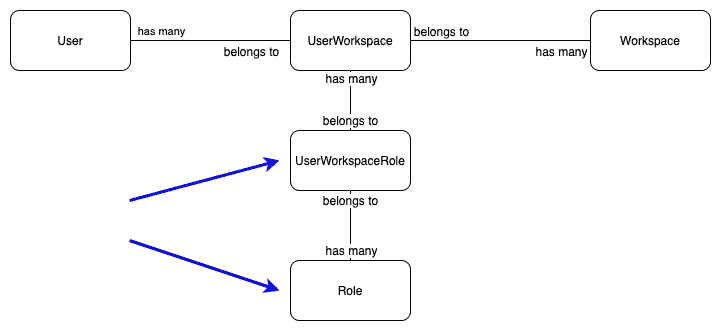 User
has many
belongs to
UserWorkspace
belongs to
has many
Workspace
has many
belongs to
UserWorkspaceRole
belongs to
has many
Role